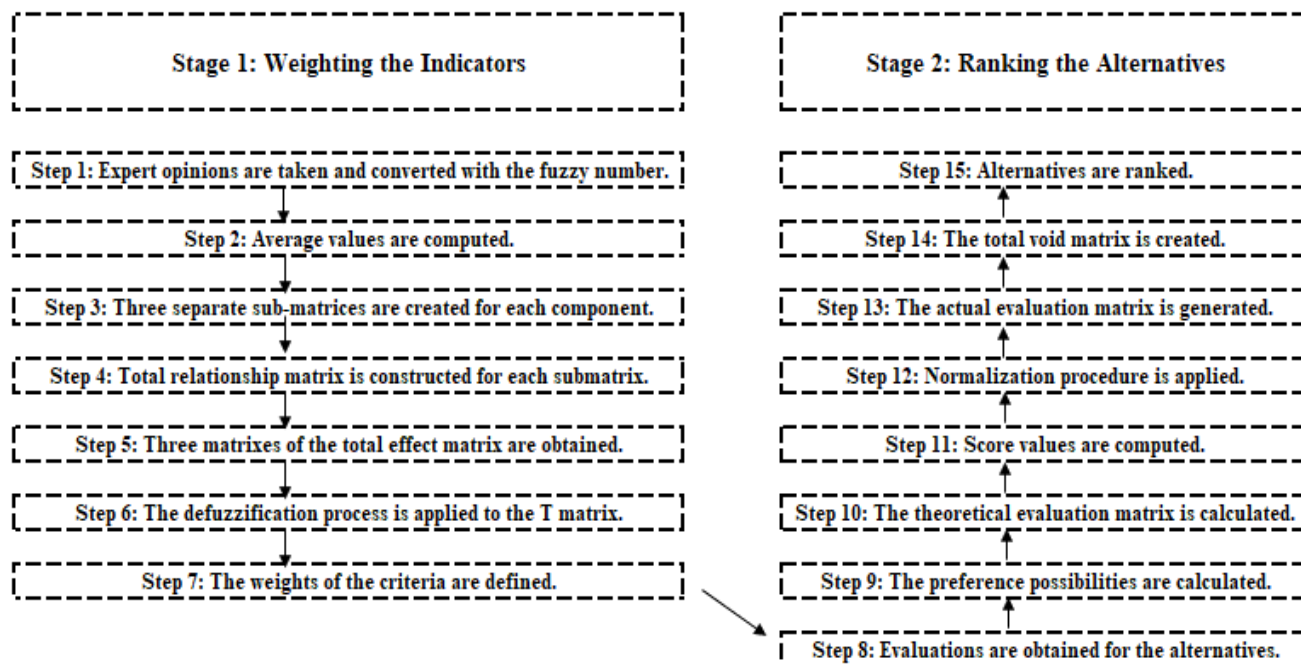 Stage 1: Weighting the Indicators
Step 1: Expert opinions are taken and converted with the fuzzy number.
Step 2: Average values are computed.
Step 3: Three separate sub-matrices are created for each component.
Step 4: Total relationship matrix is constructed for each submatrix.
Step 5: Three matrixes of the total effect matrix are obtained.
Step 6: The defuzzification process is applied to the T matrix.
Step 7: The weights of the criteria are defined.
Stage 2: Ranking the Alternatives
Step 15: Alternatives are ranked.
Step 14: The total void matrix is created.
Step 13: The actual evaluation matrix is generated.
Step 12: Normalization procedure is applied.
Step 11: Score values are computed.
Step 10: The theoretical evaluation matrix is calculated.
Step 9: The preference possibilities are calculated.
Step 8: Evaluations are obtained for the alternatives.